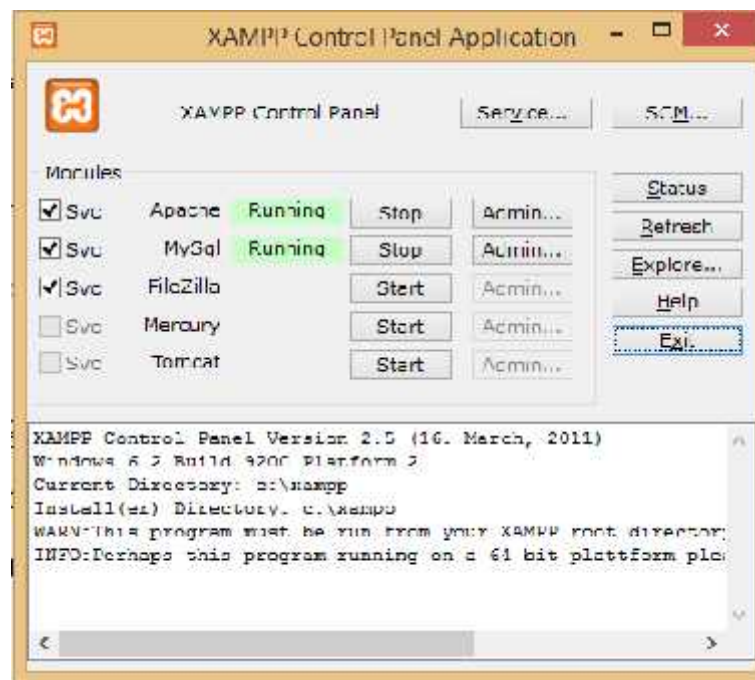 XAMPP Control Panel Application
XAMPP Control Panel Service... SCM...
Modules
Svc Apache Running Stop Admin...
Svc MySql Running Stop Admin...
Svc FileZilla Start Admin...
Svc Mercury Start Admin...
Svc Tomcat Start Admin...
Status
Refresh
Explore...
Help
Exit
XAMPP Control Panel Version 2.5 (16. March, 2011)
Windows 6.2 Build 9200 Platform 2
Current Directory: c:\xampp
Install(er) Directory: c:\xampp
WARN:This program must be run from your XAMPP root director
INFO:Perhaps this program running on a 64 bit plattform ple